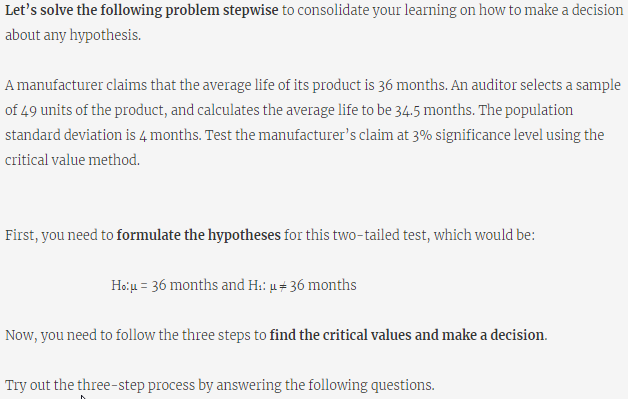 Let's solve the following problem stepwise to consolidate your learning on how to make a decision
about any hypothesis.
A manufacturer claims that the average life of its product is 36 months. An auditor selects a sample
of 49 units of the product, and calculates the average life to be 34.5 months. The population
standard deviation is 4 months. Test the manufacturer's claim at 3% significance level using the
critical value method.
First, you need to formulate the hypotheses for this two-tailed test, which would be:
H₀:μ = 36 months and H₁: μ ≠ 36 months
Now, you need to follow the three steps to find the critical values and make a decision.
Try out the three-step process by answering the following questions.